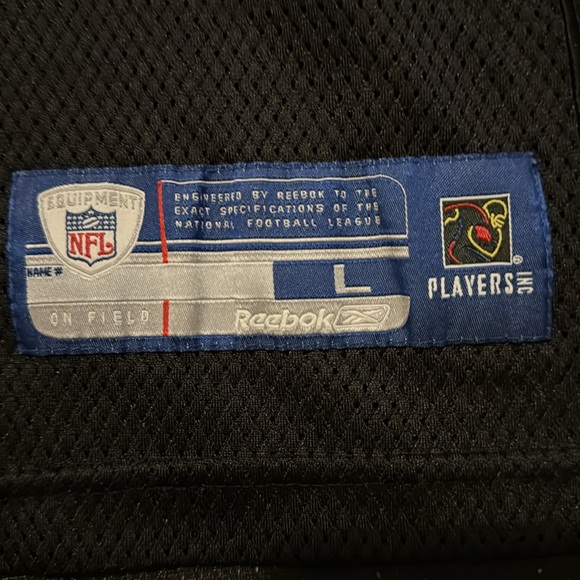 EQUIPMENT
NFL
ENGINEERED BY REEBOK TO THE
EXACT SPECIFICATIONS OF THE
NATIONAL FOOTBALL LEAGUE
NAME #
L
ON FIELD
Reebok
PLAYERS INC
®